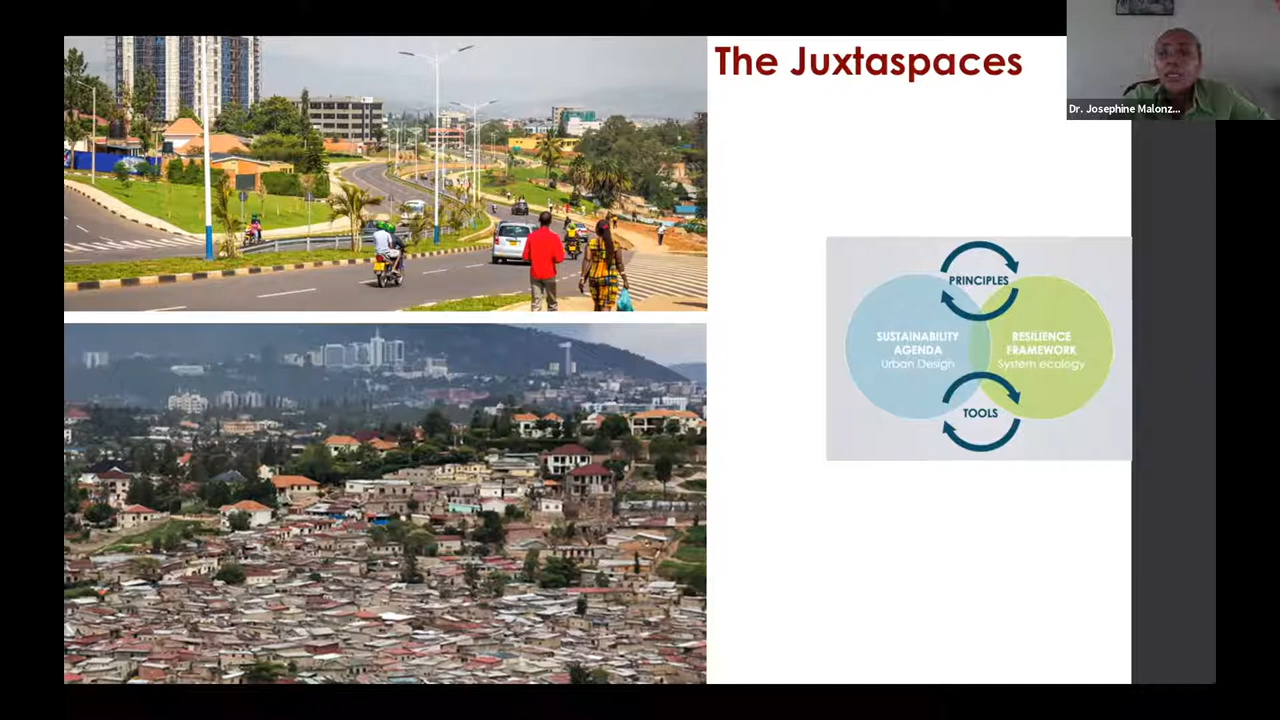 The Juxtaspaces
Dr. Josephine Malonz...
PRINCIPLES
SUSTAINABILITY
AGENDA
Urban Design
RESILIENCE
FRAMEWORK
System ecology
TOOLS